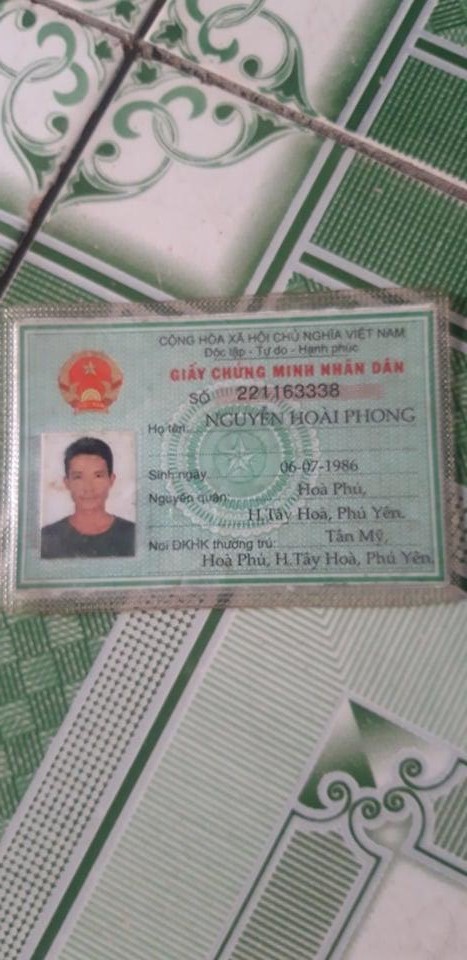 CỘNG HÒA XÃ HỘI CHỦ NGHĨA VIỆT NAM
Độc lập - Tự do - Hạnh phúc
GIẤY CHỨNG MINH NHÂN DÂN
SỐ 221163338
Họ tên: NGUYỄN HOÀI PHONG
Sinh ngày 06-07-1986
Nguyên quán: Hoà Phú,
H.Tây Hoà, Phú Yên.
Nơi ĐKHK thường trú: Tân Mỹ,
Hoà Phú, H.Tây Hoà, Phú Yên.